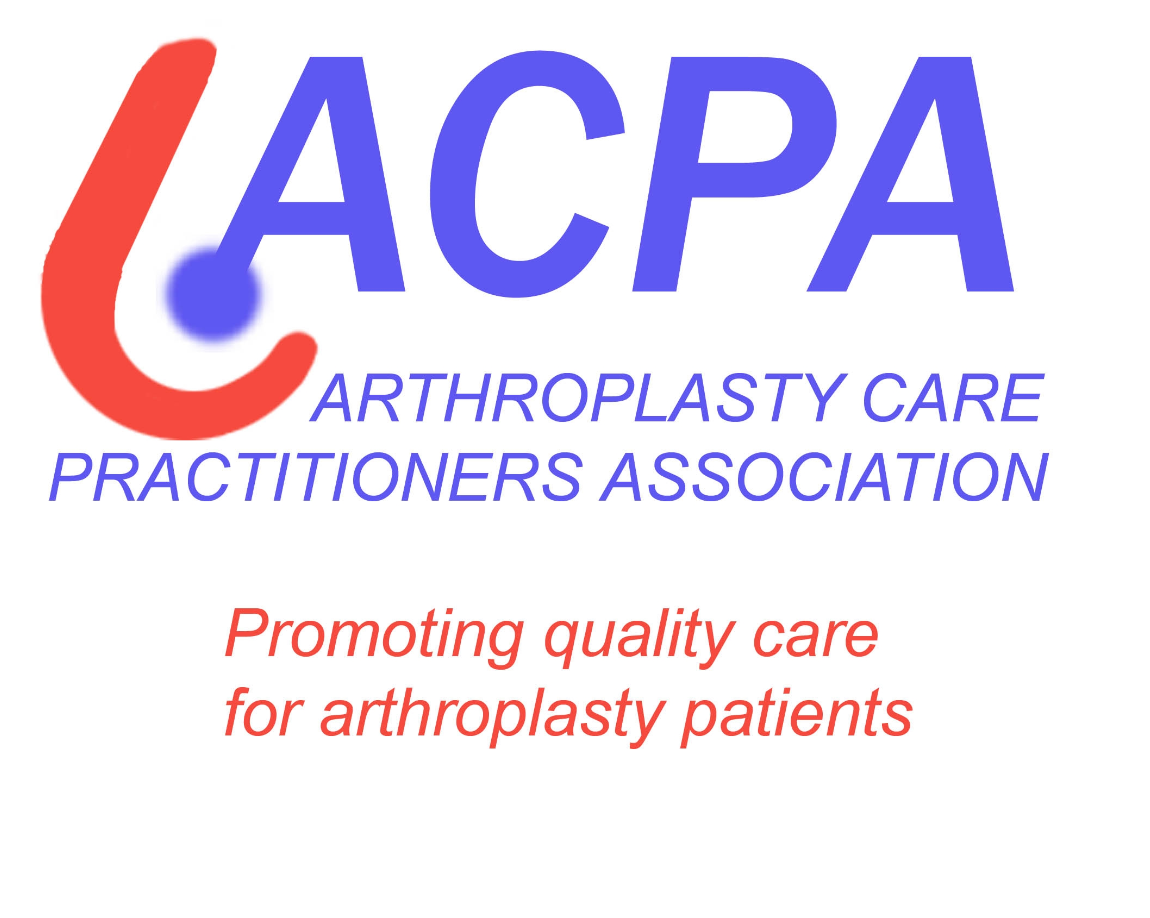 ACPA
ARTHROPLASTY CARE
PRACTITIONERS ASSOCIATION
Promoting quality care
for arthroplasty patients